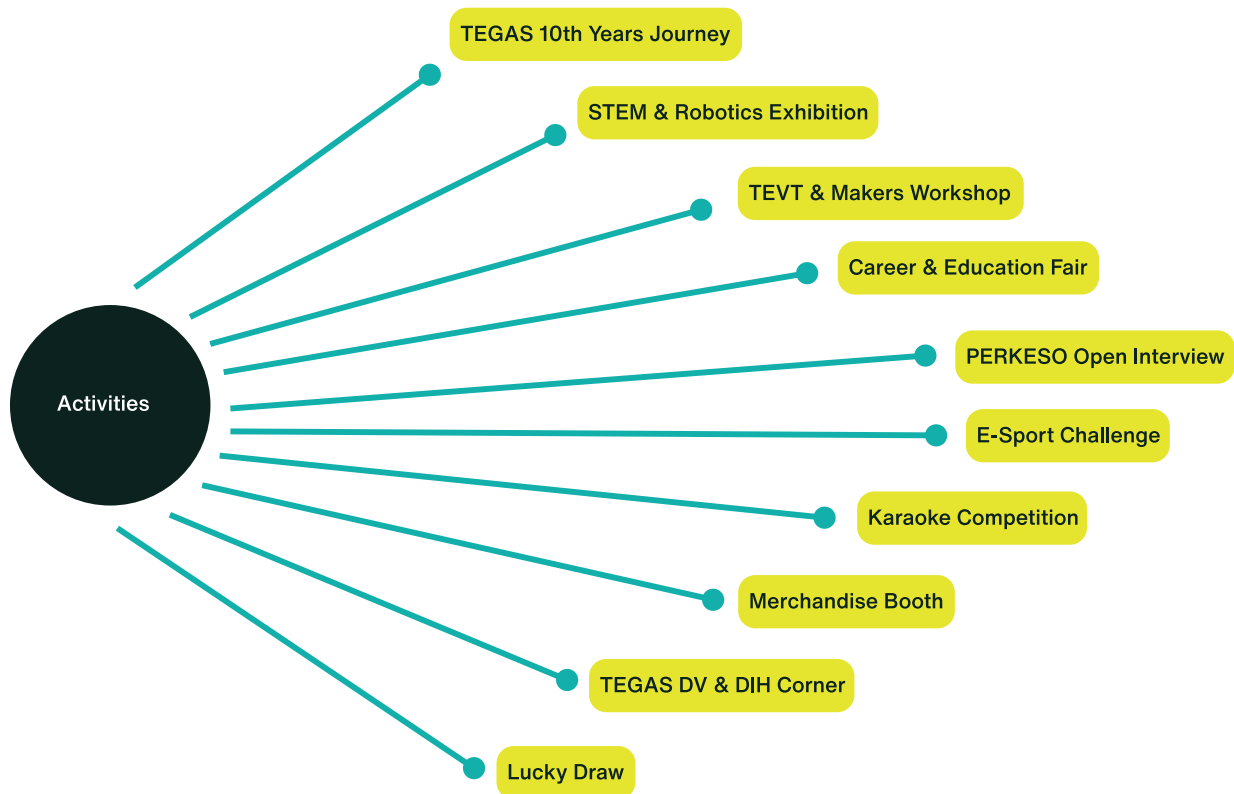 TEGAS 10th Years Journey
STEM & Robotics Exhibition
TEVT & Makers Workshop
Career & Education Fair
PERKESO Open Interview
Activities
E-Sport Challenge
Karaoke Competition
Merchandise Booth
TEGAS DV & DIH Corner
Lucky Draw